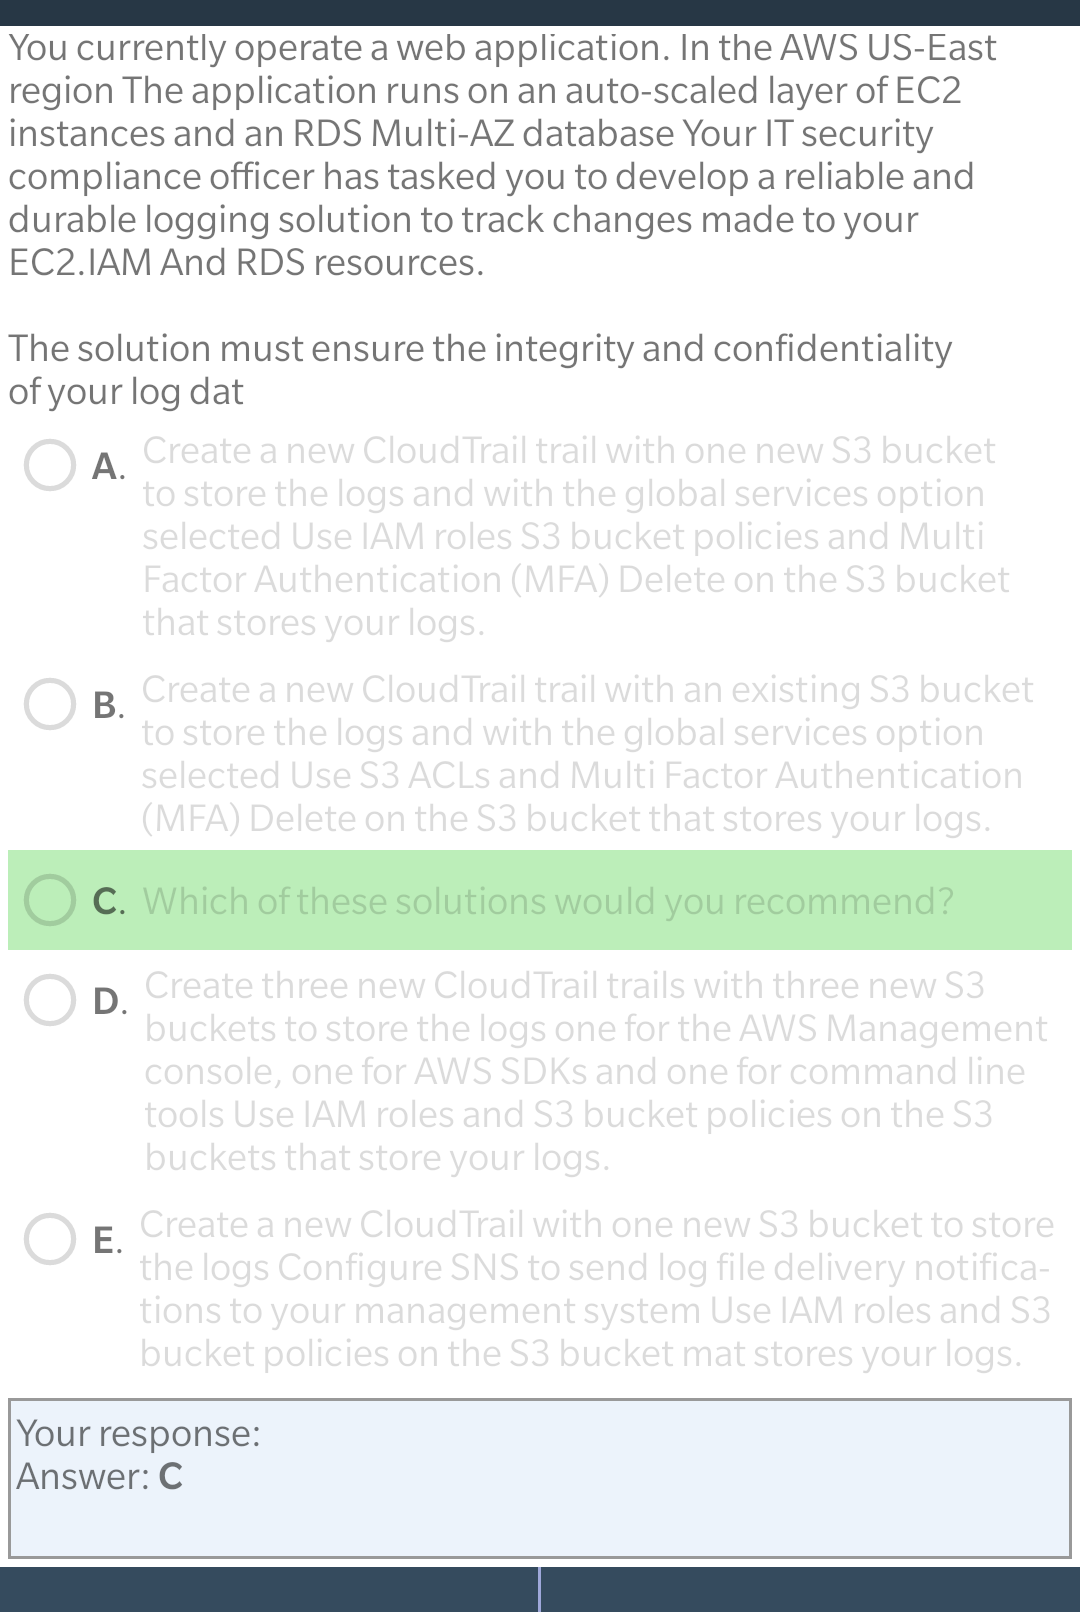 You currently operate a web application. In the AWS US-East
region The application runs on an auto-scaled layer of EC2
instances and an RDS Multi-AZ database Your IT security
compliance officer has tasked you to develop a reliable and
durable logging solution to track changes made to your
EC2.IAM And RDS resources.
The solution must ensure the integrity and confidentiality
of your log dat
A. Create a new CloudTrail trail with one new S3 bucket
to store the logs and with the global services option
selected Use IAM roles S3 bucket policies and Multi
Factor Authentication (MFA) Delete on the S3 bucket
that stores your logs.
B. Create a new CloudTrail trail with an existing S3 bucket
to store the logs and with the global services option
selected Use S3 ACLs and Multi Factor Authentication
(MFA) Delete on the S3 bucket that stores your logs.
C. Which of these solutions would you recommend?
D. Create three new CloudTrail trails with three new S3
buckets to store the logs one for the AWS Management
console, one for AWS SDKs and one for command line
tools Use IAM roles and S3 bucket policies on the S3
buckets that store your logs.
E. Create a new CloudTrail with one new S3 bucket to store
the logs Configure SNS to send log file delivery notifica-
tions to your management system Use IAM roles and S3
bucket policies on the S3 bucket mat stores your logs.
Your response:
Answer: C